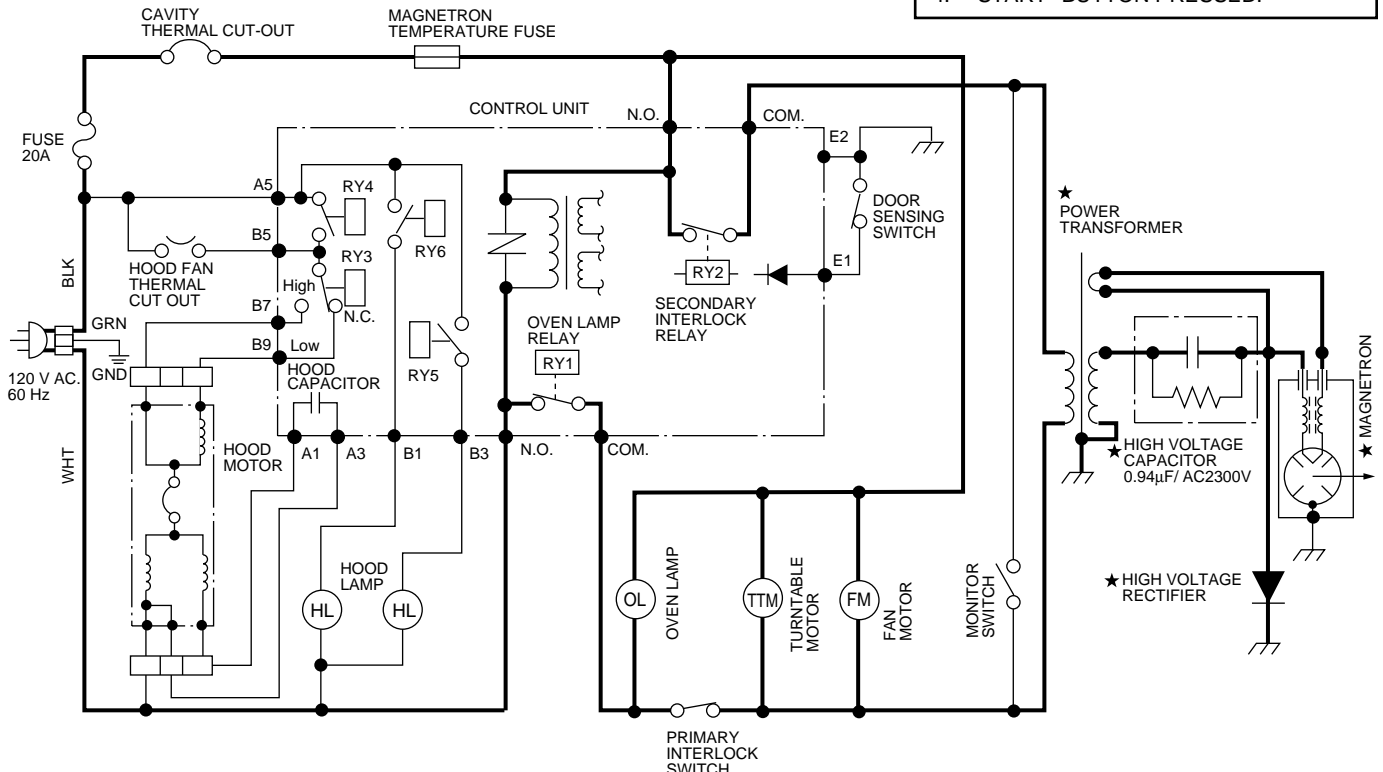 4. "START" BUTTON PRESSED.
CAVITY
THERMAL CUT-OUT
MAGNETRON
TEMPERATURE FUSE
CONTROL UNIT
N.O.
COM.
E2
FUSE
20A
A5
RY4
RY6
DOOR
SENSING
SWITCH
★
POWER
TRANSFORMER
B5
RY3
HOOD FAN
THERMAL
CUT OUT
High
N.C.
B7
BLK
E1
RY2
SECONDARY
INTERLOCK
RELAY
OVEN LAMP
RELAY
RY1
GRN
GND
B9
Low
HOOD
CAPACITOR
RY5
120 V AC.
60 Hz
WHT
HOOD
MOTOR
A1
A3
B1
B3
N.O.
COM.
★ HIGH VOLTAGE
CAPACITOR
0.94µF/ AC2300V
★ MAGNETRON
HOOD
LAMP
HL
HL
OL
OVEN LAMP
TTM
TURNTABLE
MOTOR
FM
FAN
MOTOR
MONITOR
SWITCH
★ HIGH VOLTAGE
RECTIFIER
PRIMARY
INTERLOCK
SWITCH